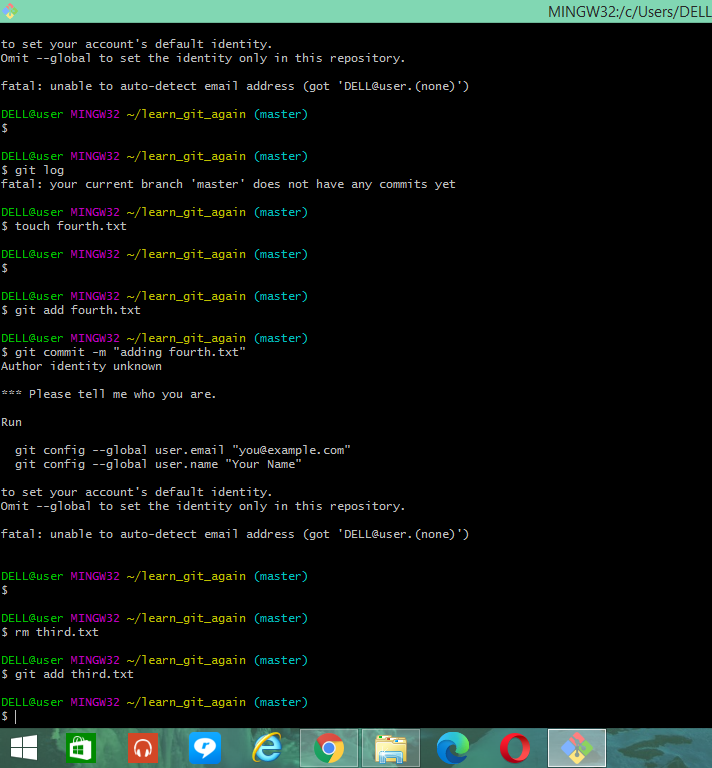 MINGW32:/c/Users/DELL
to set your account's default identity.
Omit --global to set the identity only in this repository.
fatal: unable to auto-detect email address (got 'DELL@user.(none)')
DELL@user MINGW32 ~/learn_git_again (master)
$
DELL@user MINGW32 ~/learn_git_again (master)
$ git log
fatal: your current branch 'master' does not have any commits yet
DELL@user MINGW32 ~/learn_git_again (master)
$ touch fourth.txt
DELL@user MINGW32 ~/learn_git_again (master)
$
DELL@user MINGW32 ~/learn_git_again (master)
$ git add fourth.txt
DELL@user MINGW32 ~/learn_git_again (master)
$ git commit -m "adding fourth.txt"
Author identity unknown
*** Please tell me who you are.
Run
  git config --global user.email "you@example.com"
  git config --global user.name "Your Name"
to set your account's default identity.
Omit --global to set the identity only in this repository.
fatal: unable to auto-detect email address (got 'DELL@user.(none)')
DELL@user MINGW32 ~/learn_git_again (master)
$
DELL@user MINGW32 ~/learn_git_again (master)
$ rm third.txt
DELL@user MINGW32 ~/learn_git_again (master)
$ git add third.txt
DELL@user MINGW32 ~/learn_git_again (master)
$